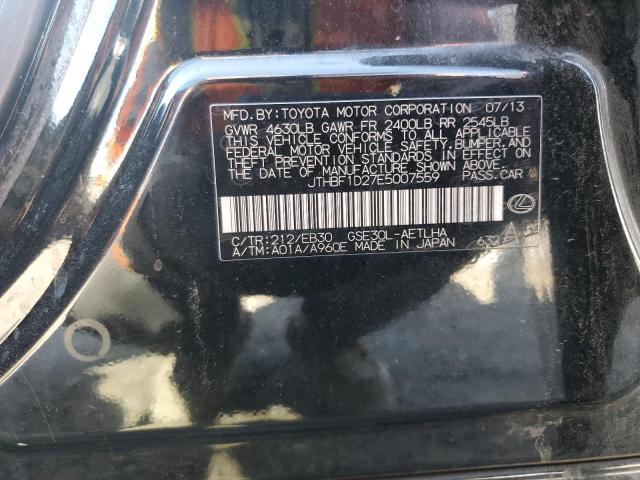 MFD. BY: TOYOTA MOTOR CORPORATION 07/13
GVWR 4630LB GAWR FR 2400LB RR 2545LB
THIS VEHICLE CONFORMS TO ALL APPLICABLE
FEDERAL MOTOR VEHICLE SAFETY, BUMPER, AND
THEFT PREVENTION STANDARDS IN EFFECT ON
THE DATE OF MANUFACTURE SHOWN ABOVE.
JTHBF1D27E5007559 PASS.CAR
C/TR:212/EB30 GSE30L-AETLHA
A/TM:A01A/A960E MADE IN JAPAN 632A